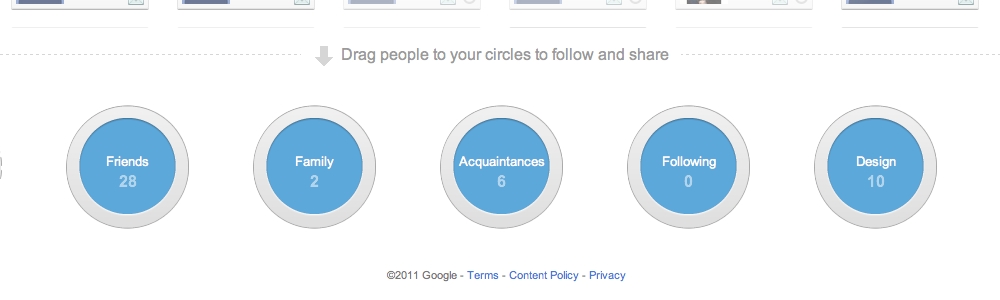 Drag people to your circles to follow and share
Friends
28
Family
2
Acquaintances
6
Following
0
Design
10
©2011 Google - Terms - Content Policy - Privacy